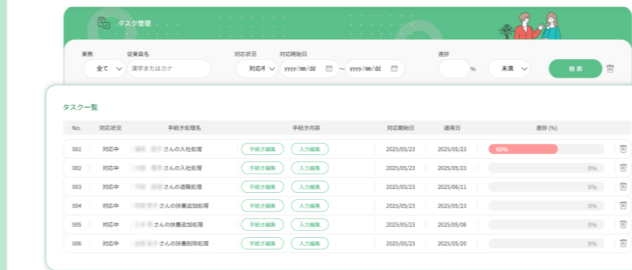 タスク管理
業務 従業員名 対応状況 対応開始日 進捗
全て 漢字またはカナ 対応中 yyyy/mm/dd ~ yyyy/mm/dd % 未満 検索
タスク一覧
No. 対応状況 手続き処理名 手続き内容 対応開始日 適用日 進捗 (%)
001 対応中 さんの入社処理 手続き編集 入力編集 2025/05/23 2025/05/23 60%
002 対応中 さんの入社処理 手続き編集 入力編集 2025/05/23 2025/05/23 0%
003 対応中 さんの退職処理 手続き編集 入力編集 2025/05/23 2025/06/11 0%
004 対応中 さんの扶養追加処理 手続き編集 入力編集 2025/05/23 2025/05/23 0%
005 対応中 さんの扶養追加処理 手続き編集 入力編集 2025/05/23 2025/05/06 0%
006 対応中 さんの扶養削除処理 手続き編集 入力編集 2025/05/23 2025/05/20 0%